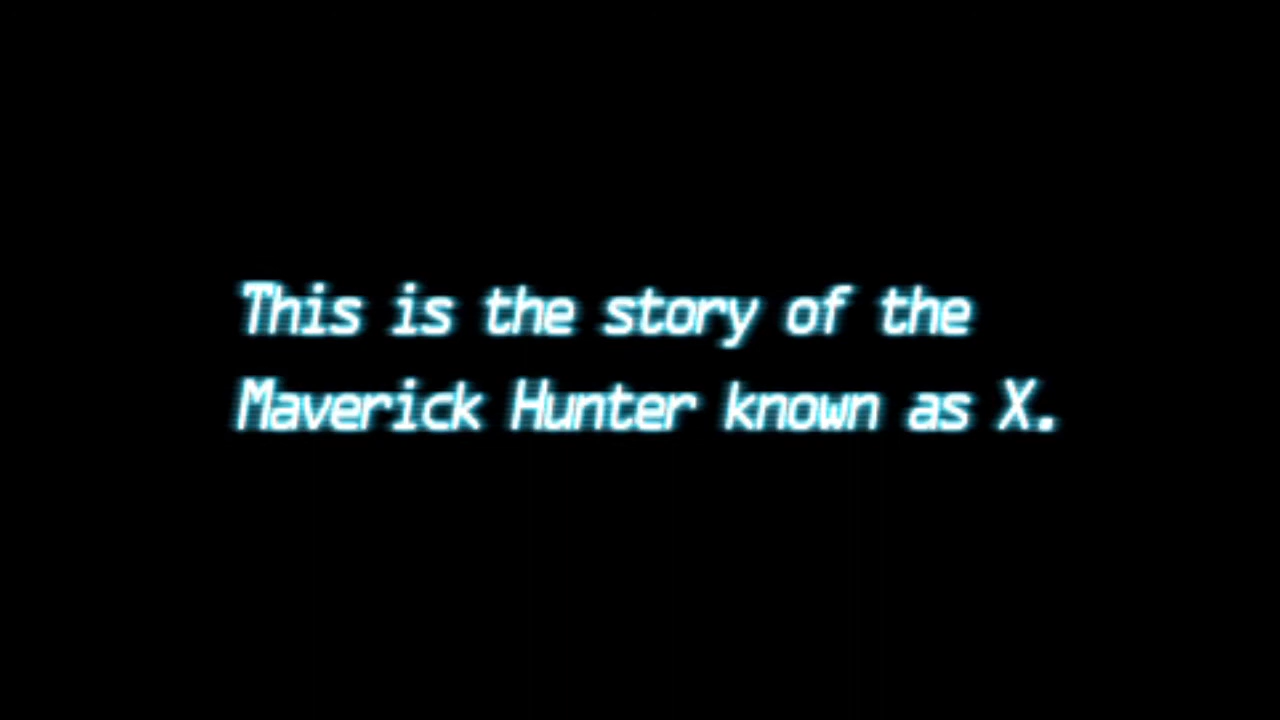 This is the story of the
Maverick Hunter known as X.